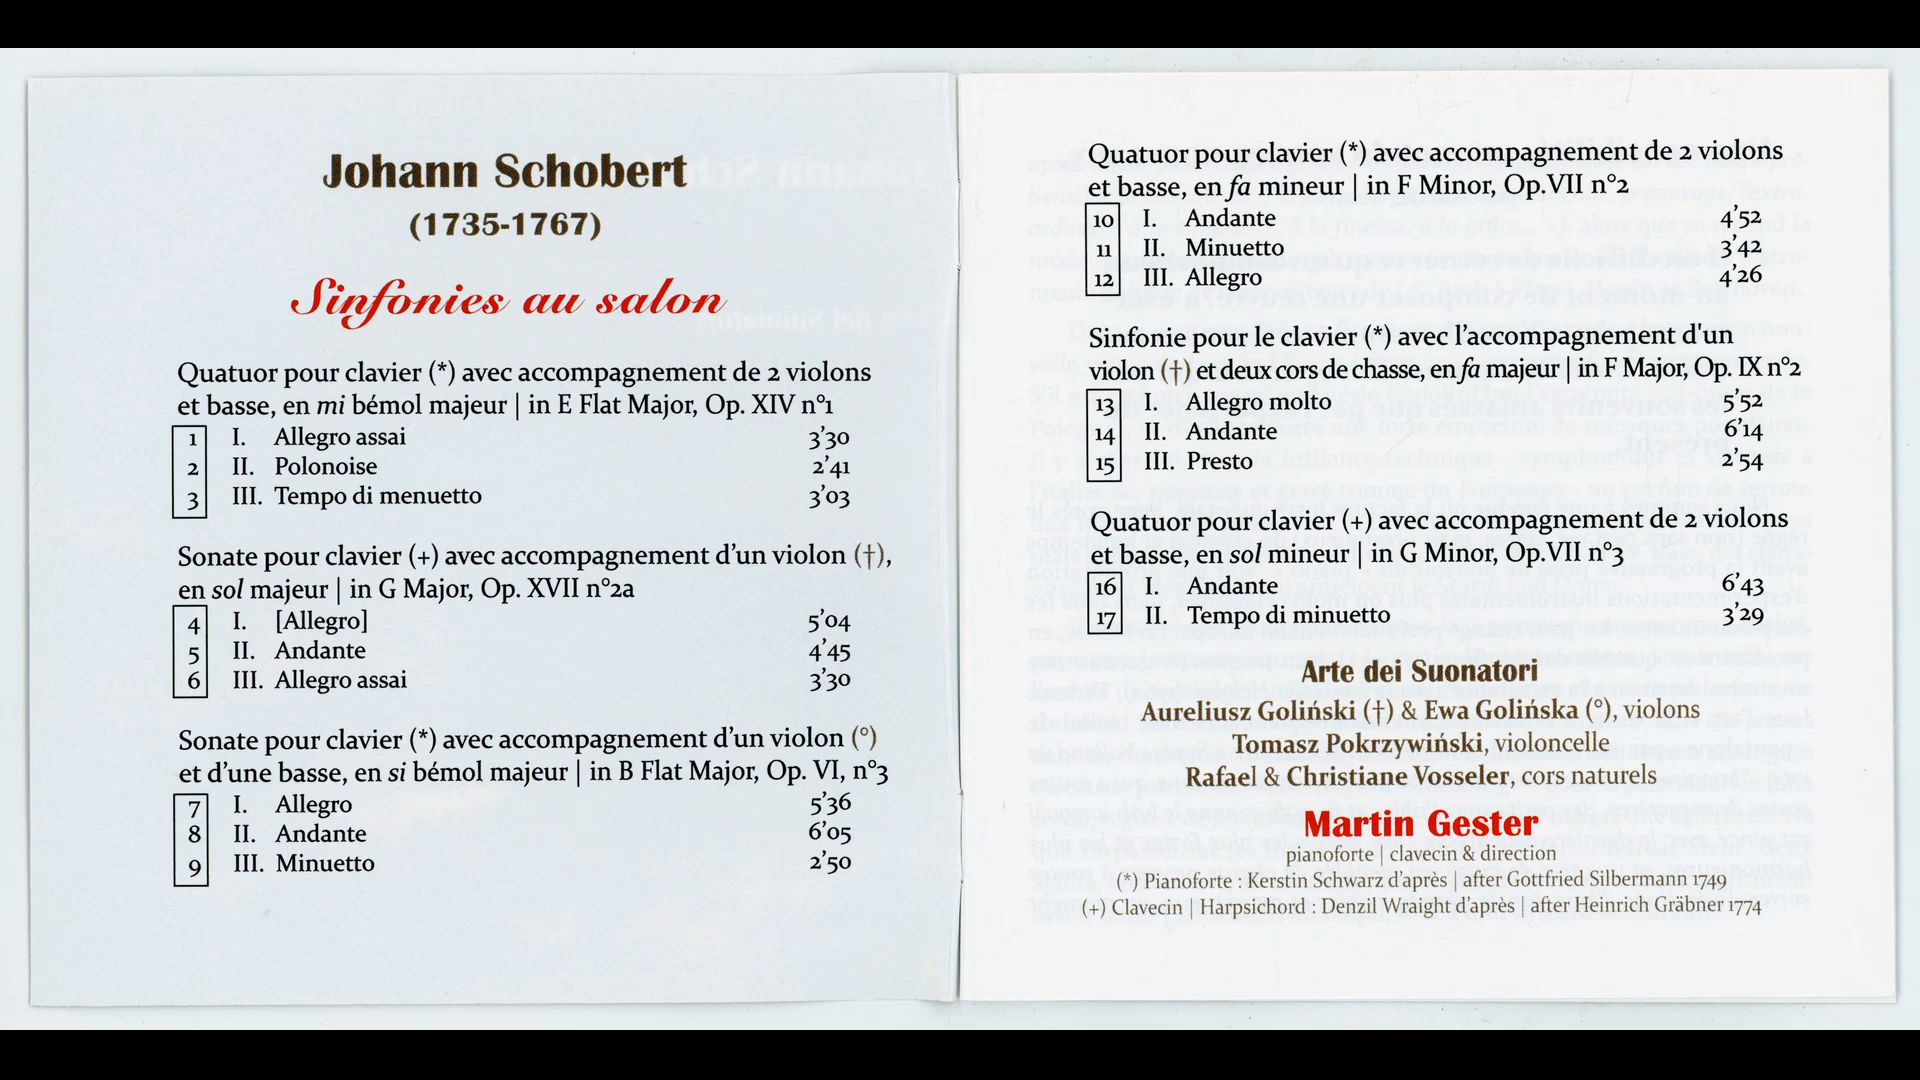 Johann Schobert
(1735-1767)
Sinfonies au salon
Quatuor pour clavier (*) avec accompagnement de 2 violons
et basse, en mi bémol majeur | in E Flat Major, Op. XIV n°1
1 I. Allegro assai 3'30
2 II. Polonoise 2'41
3 III. Tempo di menuetto 3'03
Sonate pour clavier (+) avec accompagnement d'un violon (†),
en sol majeur | in G Major, Op. XVII n°2a
4 I. [Allegro] 5'04
5 II. Andante 4'45
6 III. Allegro assai 3'30
Sonate pour clavier (*) avec accompagnement d'un violon (°)
et d'une basse, en si bémol majeur | in B Flat Major, Op. VI, n°3
7 I. Allegro 5'36
8 II. Andante 6'05
9 III. Minuetto 2'50
Quatuor pour clavier (*) avec accompagnement de 2 violons
et basse, en fa mineur | in F Minor, Op.VII n°2
10 I. Andante 4'52
11 II. Minuetto 3'42
12 III. Allegro 4'26
Sinfonie pour le clavier (*) avec l'accompagnement d'un
violon (†) et deux cors de chasse, en fa majeur | in F Major, Op. IX n°2
13 I. Allegro molto 5'52
14 II. Andante 6'14
15 III. Presto 2'54
Quatuor pour clavier (+) avec accompagnement de 2 violons
et basse, en sol mineur | in G Minor, Op.VII n°3
16 I. Andante 6'43
17 II. Tempo di minuetto 3'29
Arte dei Suonatori
Aureliusz Goliński (†) & Ewa Golińska (°), violons
Tomasz Pokrzywiński, violoncelle
Rafael & Christiane Vosseler, cors naturels
Martin Gester
pianoforte | clavecin & direction
(*) Pianoforte : Kerstin Schwarz d'après | after Gottfried Silbermann 1749
(+) Clavecin | Harpsichord : Denzil Wraight d'après | after Heinrich Gräbner 1774